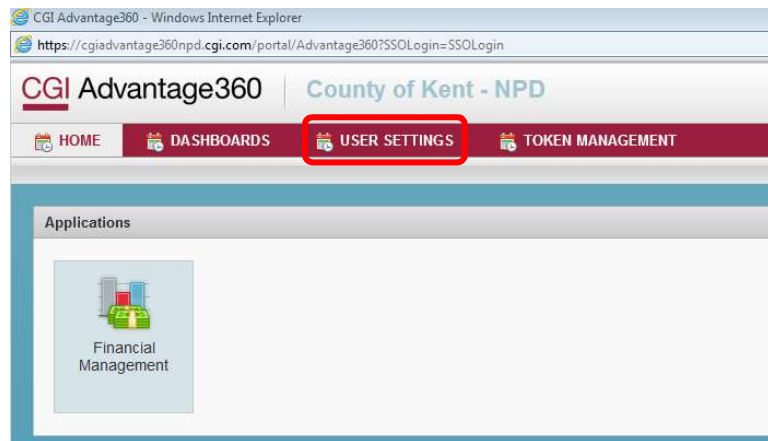 CGI Advantage360 - Windows Internet Explorer
https://cgiadvantage360npd.cgi.com/portal/Advantage360?SSOLogin=SSOLogin
CGI Advantage360 County of Kent - NPD
HOME DASHBOARDS USER SETTINGS TOKEN MANAGEMENT
Applications
Financial
Management